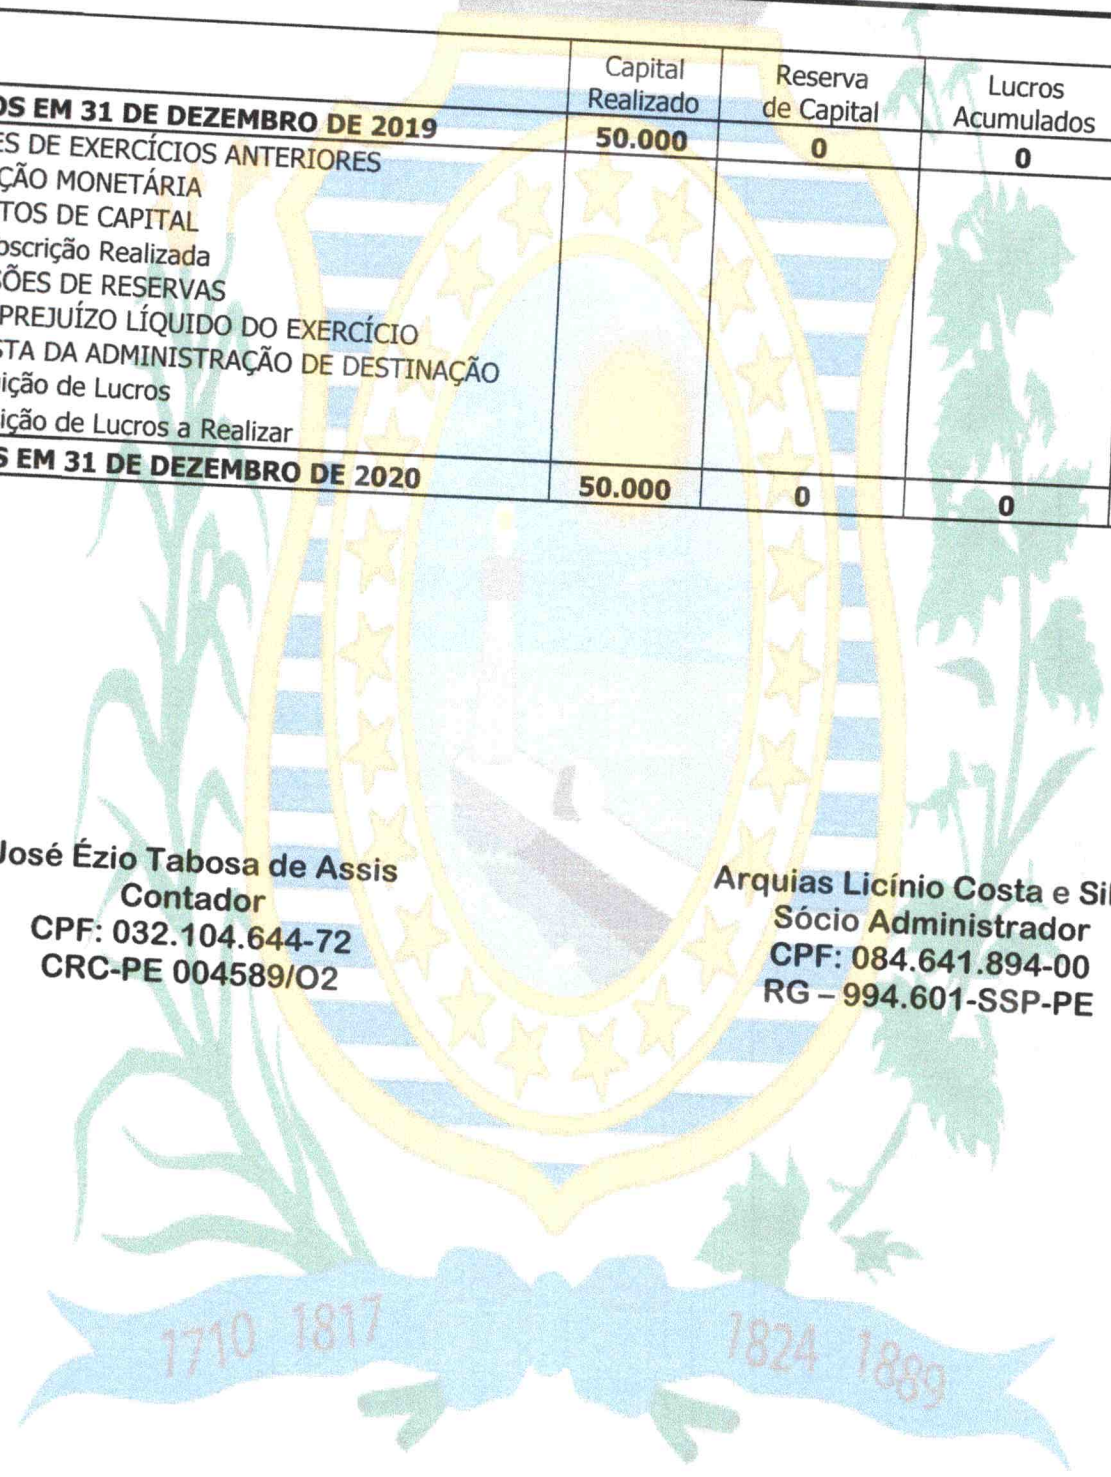 Capital Realizado
Reserva de Capital
Lucros Acumulados
OS EM 31 DE DEZEMBRO DE 2019 50.000 0 0
ES DE EXERCÍCIOS ANTERIORES
ÇÃO MONETÁRIA
TOS DE CAPITAL
bscrição Realizada
SÕES DE RESERVAS
PREJUÍZO LÍQUIDO DO EXERCÍCIO
STA DA ADMINISTRAÇÃO DE DESTINAÇÃO
ição de Lucros
ição de Lucros a Realizar
S EM 31 DE DEZEMBRO DE 2020 50.000 0 0
José Ézio Tabosa de Assis
Contador
CPF: 032.104.644-72
CRC-PE 004589/O2
Arquias Licínio Costa e Sil
Sócio Administrador
CPF: 084.641.894-00
RG – 994.601-SSP-PE
1710 1817 1824 1889